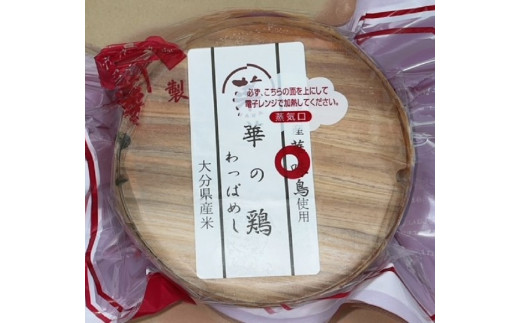 必ず、こちらの面を上にして
電子レンジで加熱してください。
蒸気口
華の鶏
わっぱめし
大分県産米
使用
製